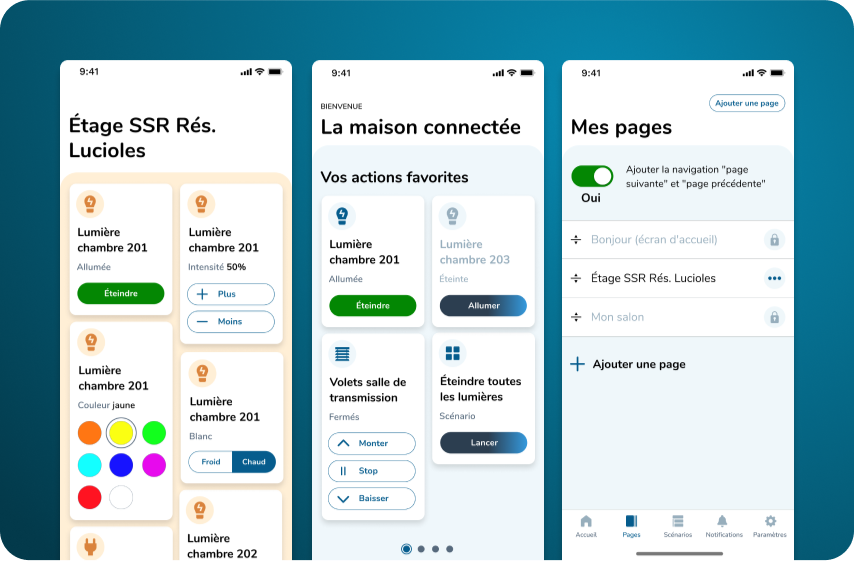 9:41
Étage SSR Rés.
Lucioles
Lumière
chambre 201
Allumée
Éteindre
Lumière
chambre 201
Intensité 50%
Plus
Moins
Lumière
chambre 201
Couleur jaune
Lumière
chambre 201
Blanc
Froid
Chaud
Lumière
chambre 202
9:41
BIENVENUE
La maison connectée
Vos actions favorites
Lumière
chambre 201
Allumée
Éteindre
Lumière
chambre 203
Éteinte
Allumer
Volets salle de
transmission
Fermés
Monter
Stop
Baisser
Éteindre toutes
les lumières
Scénario
Lancer
9:41
Ajouter une page
Mes pages
Oui
Ajouter la navigation "page
suivante" et "page précédente"
Bonjour (écran d'accueil)
Étage SSR Rés. Lucioles
Mon salon
Ajouter une page
Accueil
Pages
Scénarios
Notifications
Paramètres